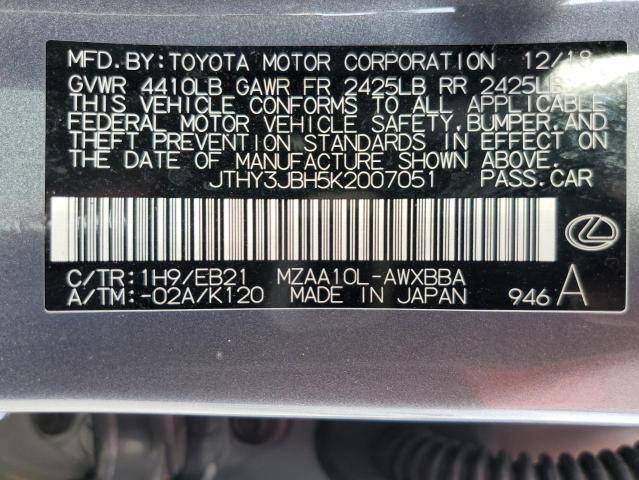 MFD.BY:TOYOTA MOTOR CORPORATION 12/18
GVWR 4410LB GAWR FR 2425LB RR 2425LB
THIS VEHICLE CONFORMS TO ALL APPLICABLE
FEDERAL MOTOR VEHICLE SAFETY,BUMPER,AND
THEFT PREVENTION STANDARDS IN EFFECT ON
THE DATE OF MANUFACTURE SHOWN ABOVE.
JTHY3JBH5K2007051 PASS.CAR
C/TR:1H9/EB21 MZAA10L-AWXBBA
A/TM:-02A/K120 MADE IN JAPAN 946 A